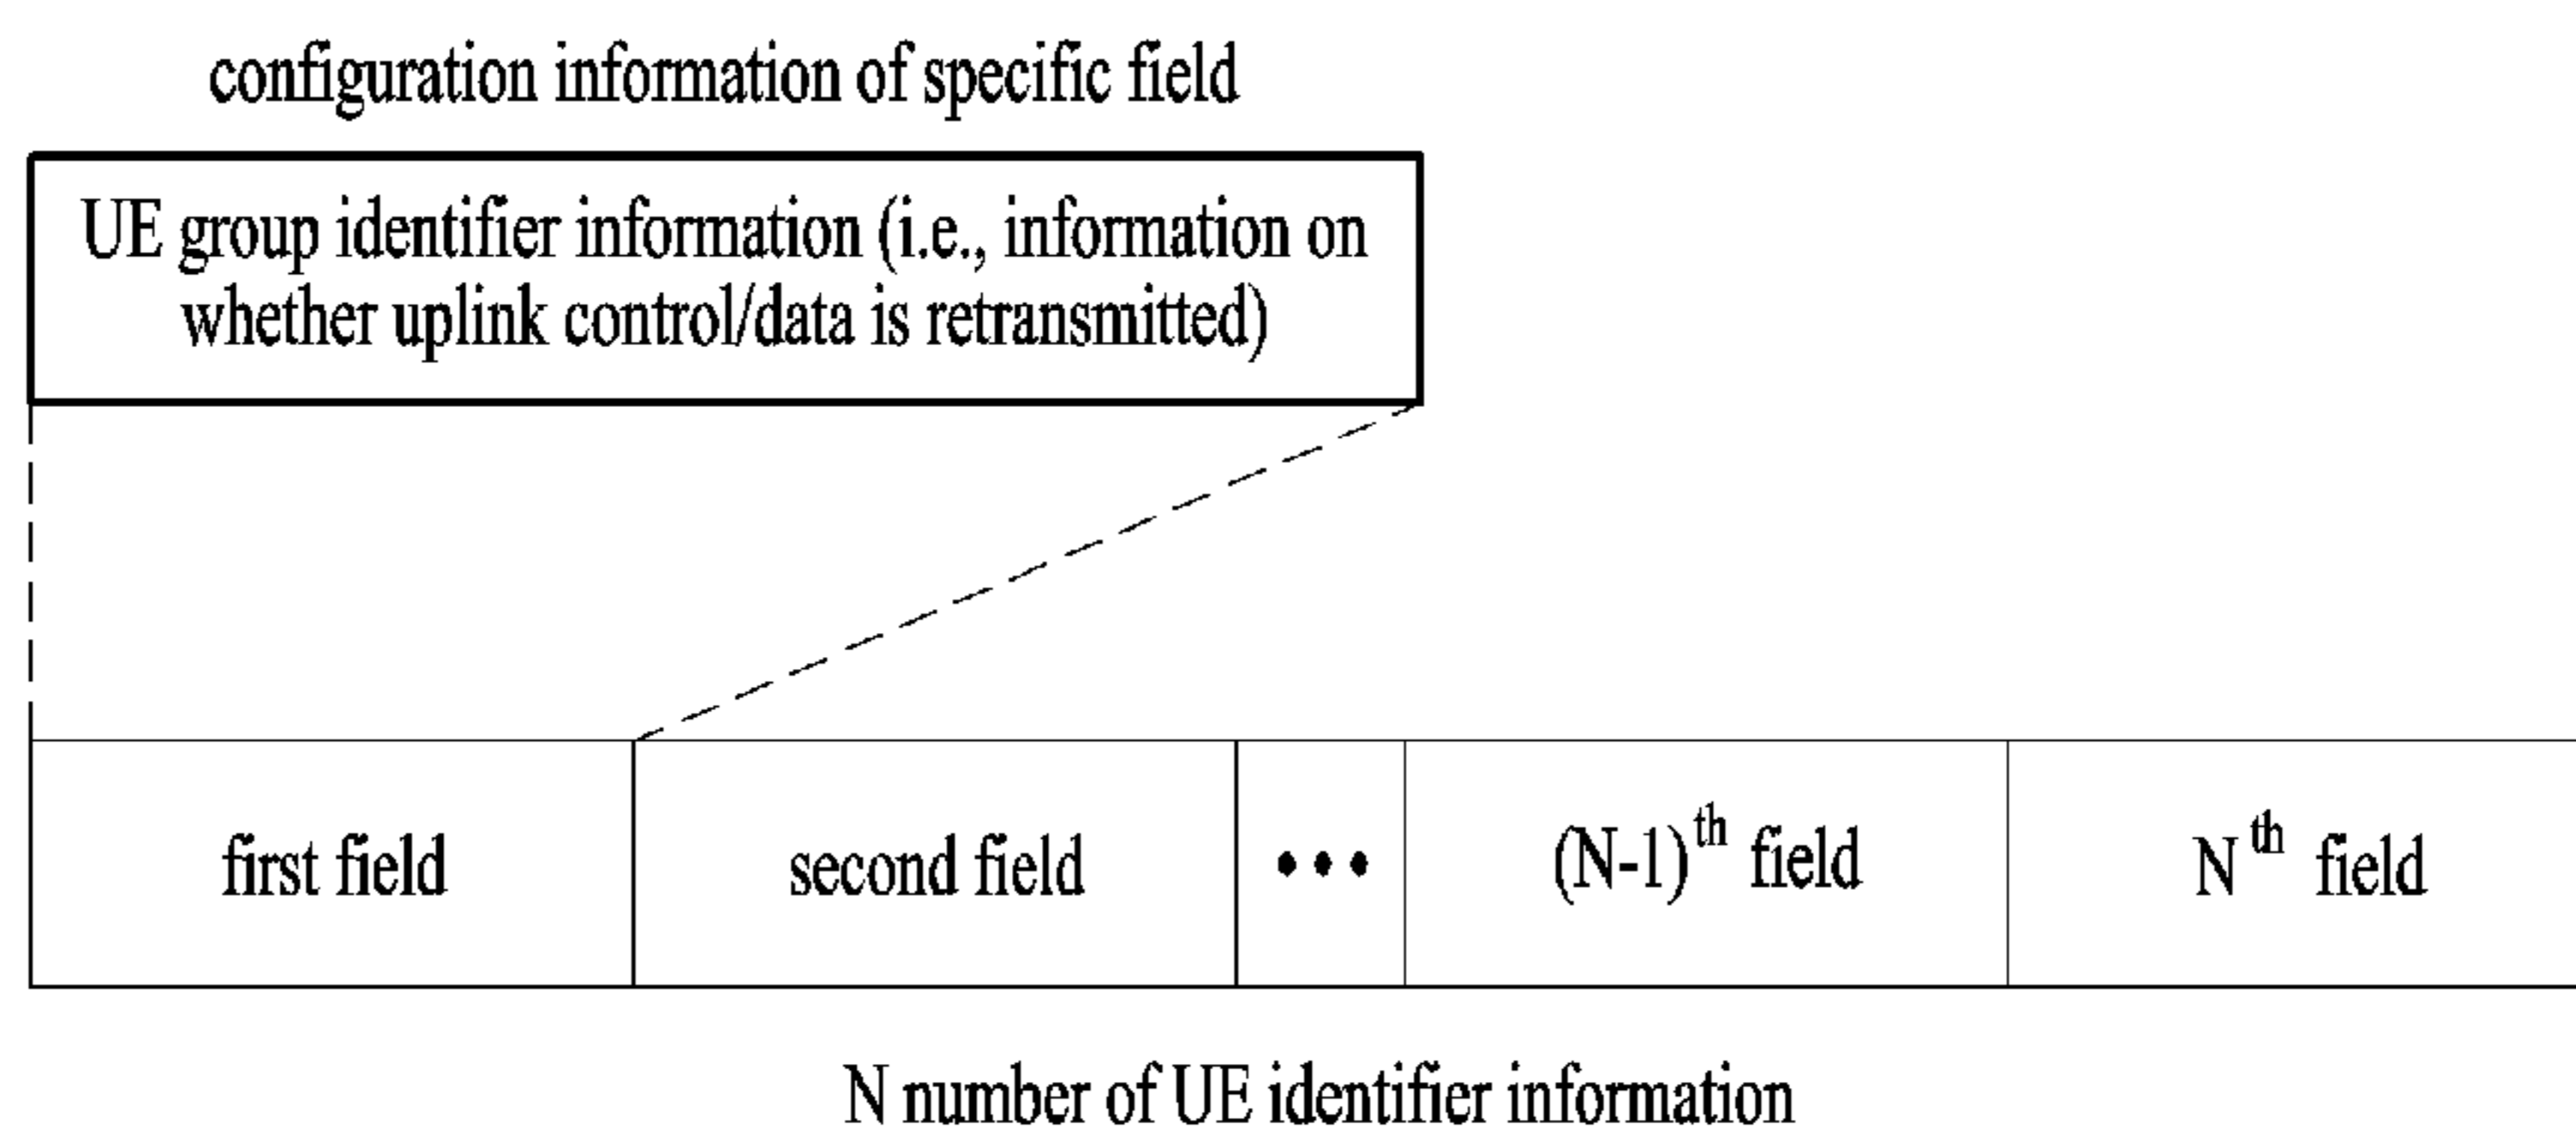 configuration information of specific field
UE group identifier information (i.e., information on
whether uplink control/data is retransmitted)
first field
second field
•••
(N-1)th field
Nth field
N number of UE identifier information